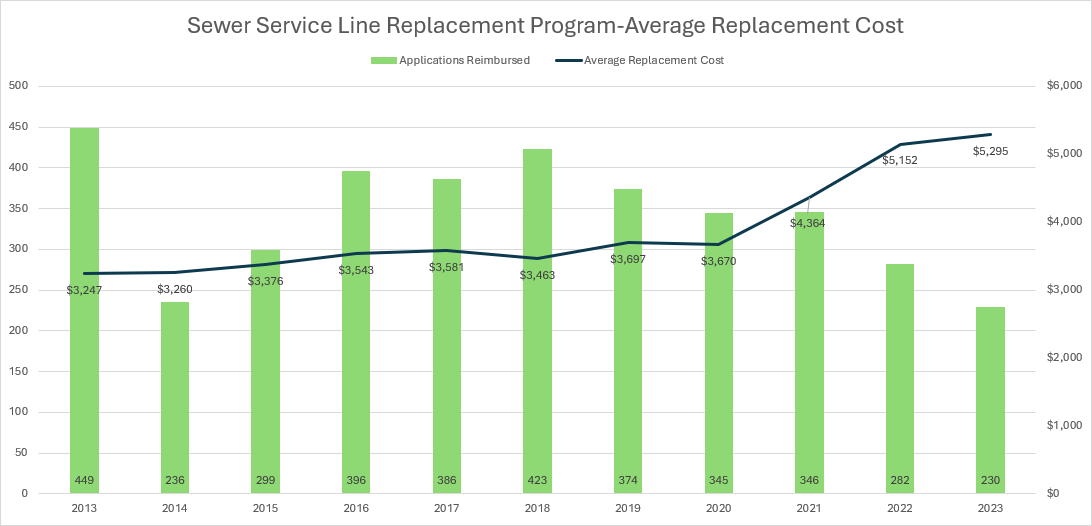 Sewer Service Line Replacement Program-Average Replacement Cost
Applications Reimbursed Average Replacement Cost
500 $6,000
450
400 $5,000
350 $4,000
300
250 $3,000
200 $2,000
150
100 $1,000
50
0 $0
$3,247 $3,260 $3,376 $3,543 $3,581 $3,463 $3,697 $3,670 $4,364 $5,152 $5,295
449 236 299 396 386 423 374 345 346 282 230
2013 2014 2015 2016 2017 2018 2019 2020 2021 2022 2023